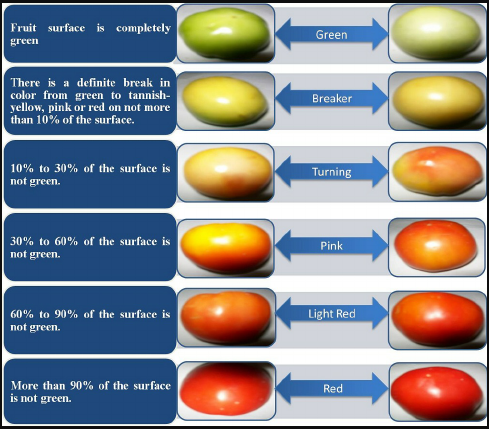 Fruit surface is completely
green
Green
There is a definite break in
color from green to tannish-
yellow, pink or red on not more
than 10% of the surface.
Breaker
10% to 30% of the surface is
not green.
Turning
30% to 60% of the surface is
not green.
Pink
60% to 90% of the surface is
not green.
Light Red
More than 90% of the surface
is not green.
Red